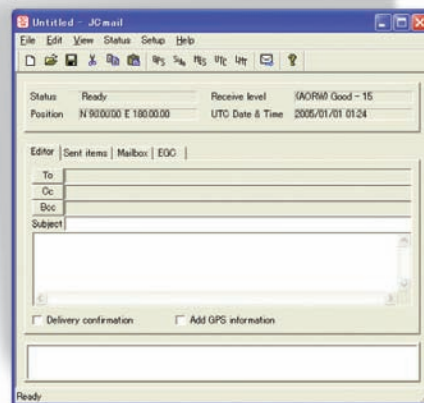 Untitled - JCmail
File Edit View Status Setup Help
Status Ready Receive level (AORW) Good - 15
Position N 90.00.00 E 180.00.00 UTC Date & Time 2005/01/01 01:24
Editor Sent items Mailbox EGC
To
Cc
Bcc
Subject
Delivery confirmation Add GPS information
Ready